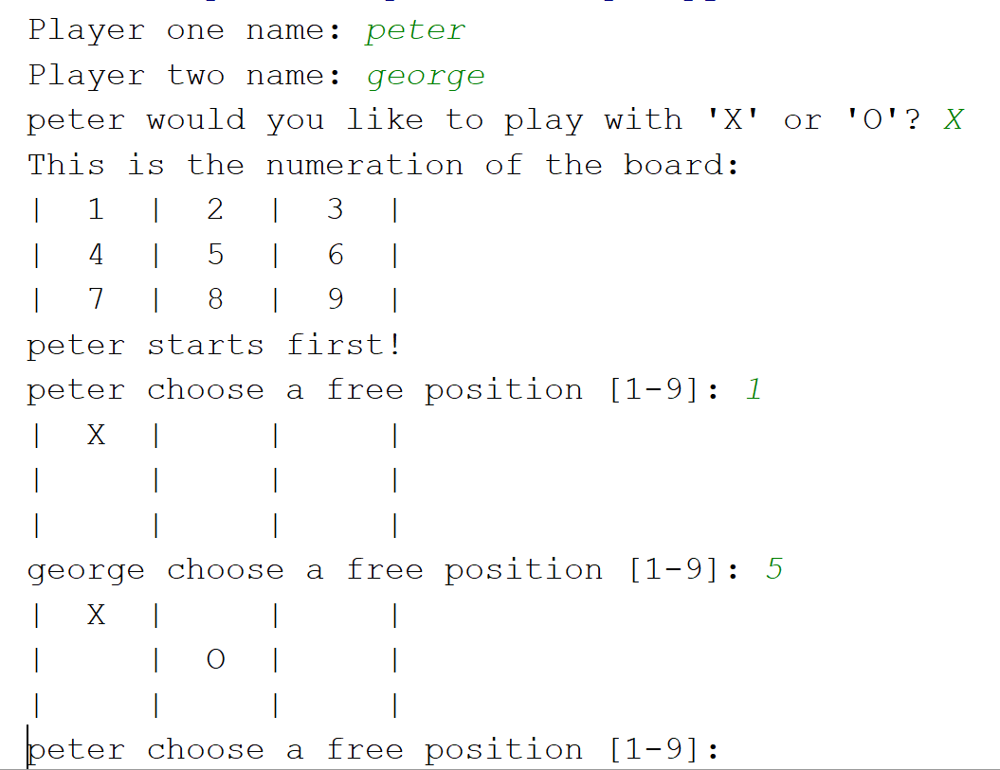 Player one name: peter
Player two name: george
peter would you like to play with 'X' or 'O'? X
This is the numeration of the board:
|  1  |  2  |  3  |
|  4  |  5  |  6  |
|  7  |  8  |  9  |
peter starts first!
peter choose a free position [1-9]: 1
|  X  |     |     |
|     |     |     |
|     |     |     |
george choose a free position [1-9]: 5
|  X  |     |     |
|     |  O  |     |
|     |     |     |
peter choose a free position [1-9]: